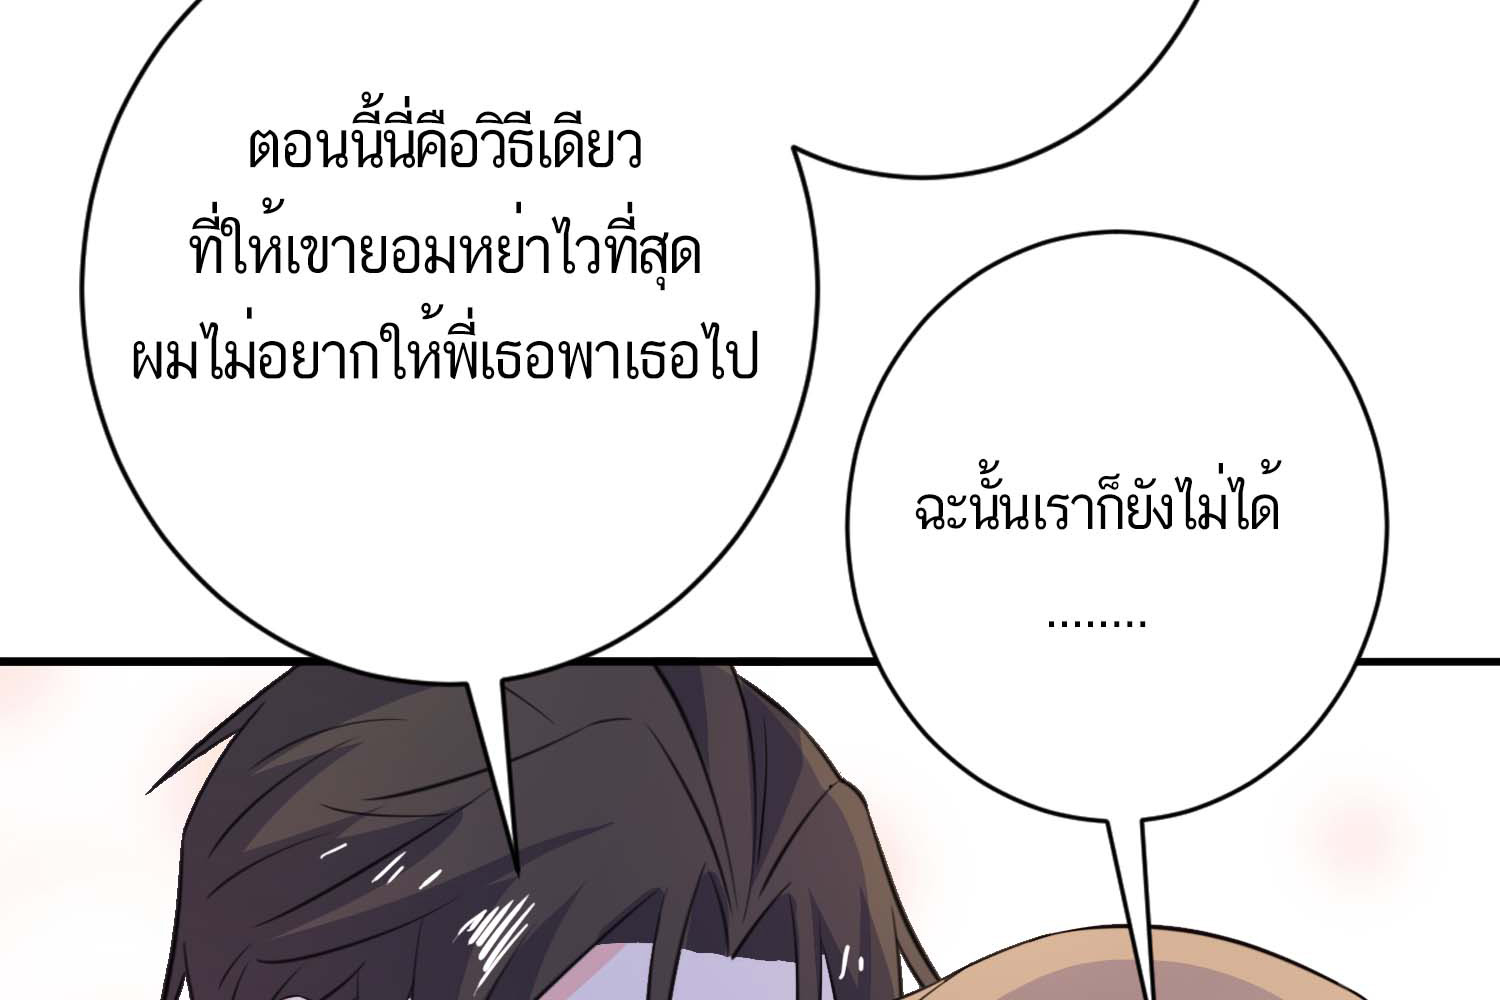 ตอนนี้นี่คือวิธีเดียว
ที่ให้เขายอมหย่าไวที่สุด
ผมไม่อยากให้พี่เธอพาเธอไป
ฉะนั้นเราก็ยังไม่ได้
........